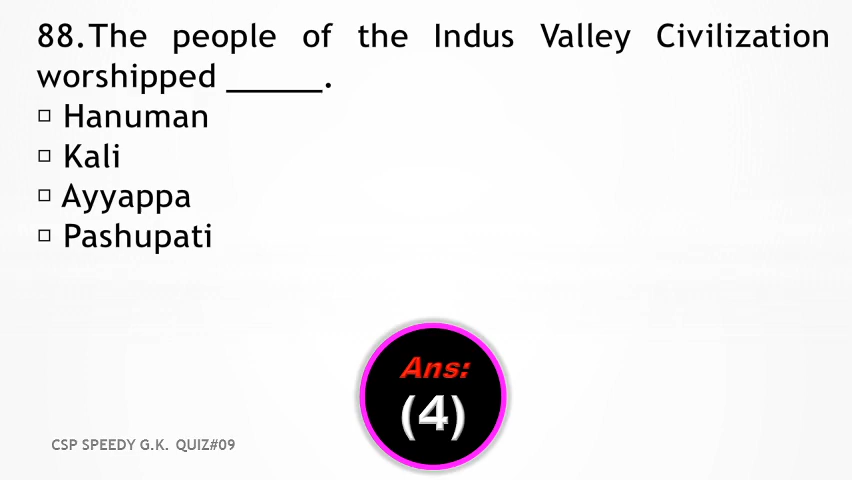 88.The people of the Indus Valley Civilization
worshipped _____.
□ Hanuman
□ Kali
□ Ayyappa
□ Pashupati
Ans:
(4)
CSP SPEEDY G.K. QUIZ#09